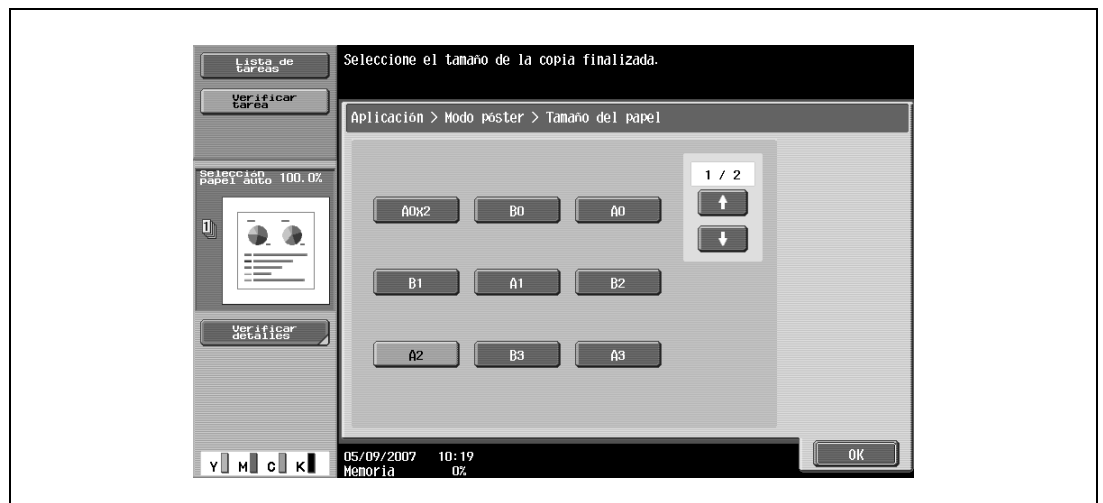 Lista de
tareas
Verificar
tarea
Selección
papel auto 100.0%
1
Verificar
detalles
Y M C K
Seleccione el tamaño de la copia finalizada.
Aplicación > Modo póster > Tamaño del papel
1 / 2
A0x2 B0 A0
B1 A1 B2
A2 B3 A3
05/09/2007 10:19
Memoria 0%
OK